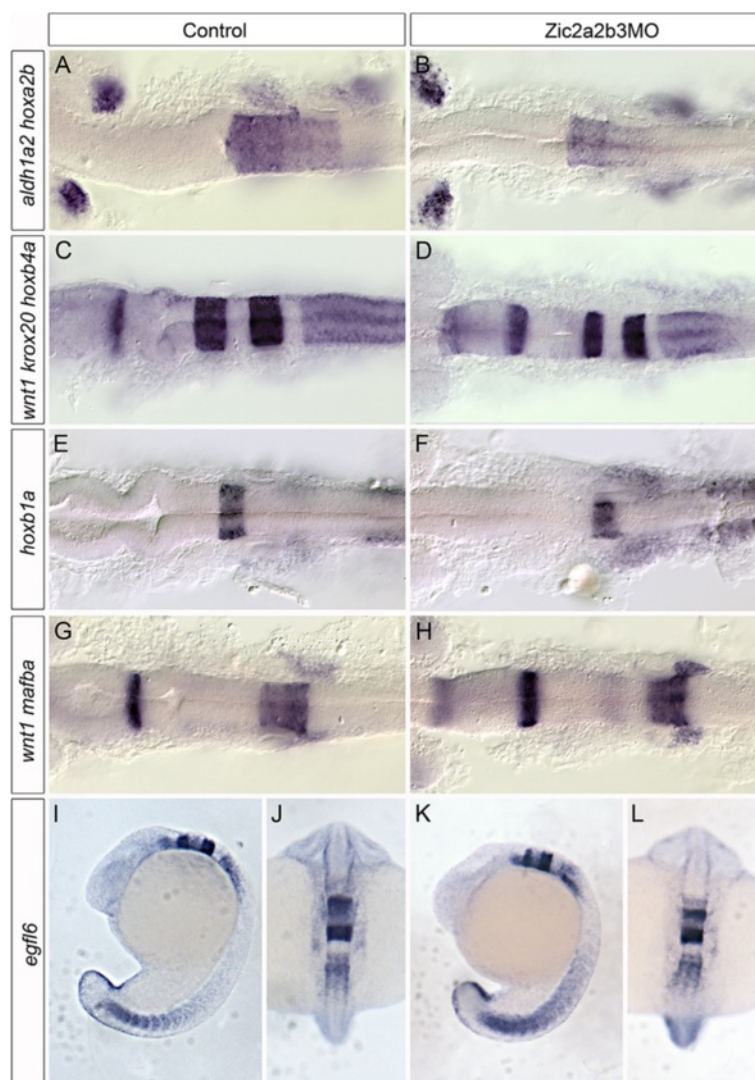 Control
Zic2a2b3MO
aldh1a2 hoxa2b
A
B
wnt1 krox20 hoxb4a
C
D
hoxb1a
E
F
wnt1 mafba
G
H
egfl6
I
J
K
L